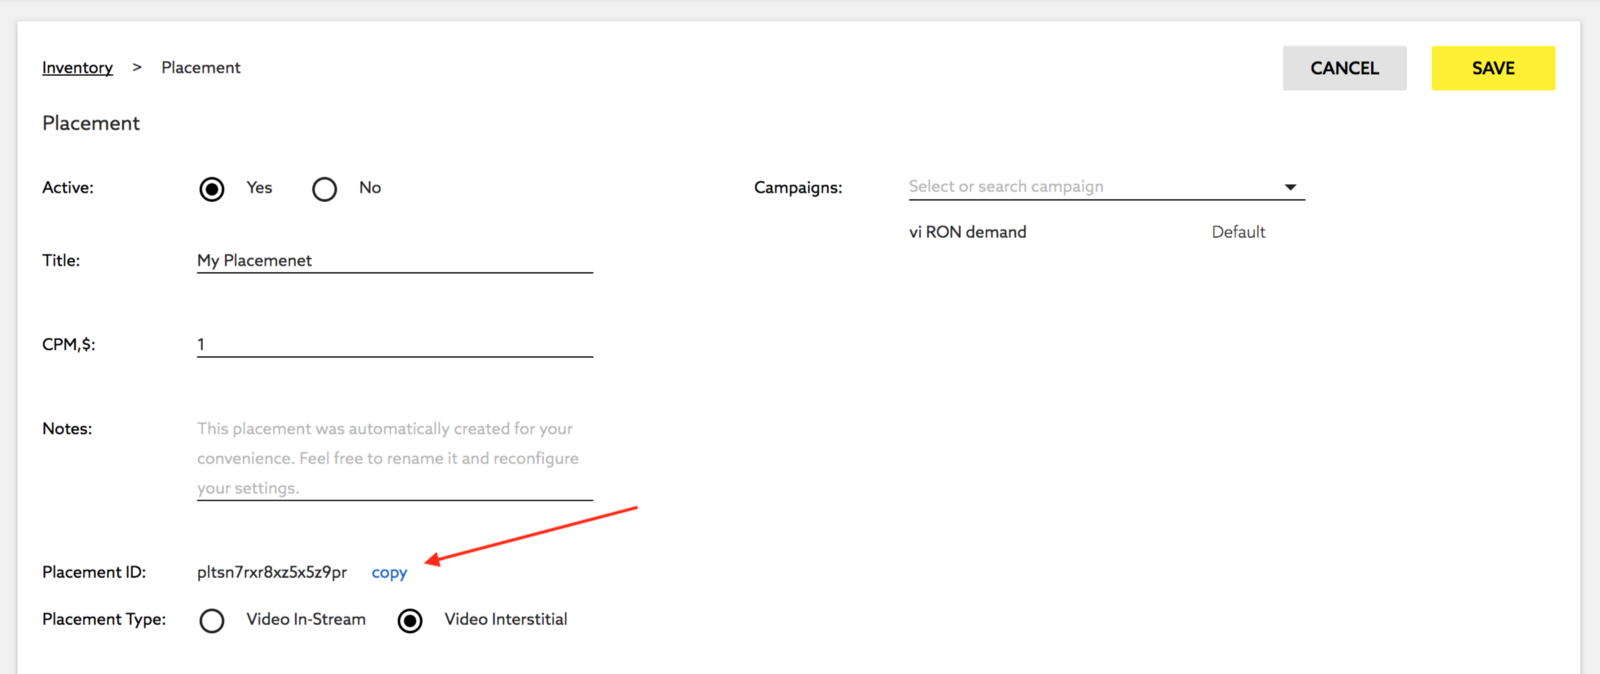 Inventory > Placement
CANCEL
SAVE
Placement
Active: Yes No
Campaigns: Select or search campaign
vi RON demand Default
Title: My Placemenet
CPM,$: 1
Notes: This placement was automatically created for your
convenience. Feel free to rename it and reconfigure
your settings.
Placement ID: pltsn7rxr8xz5x5z9pr copy
Placement Type: Video In-Stream Video Interstitial